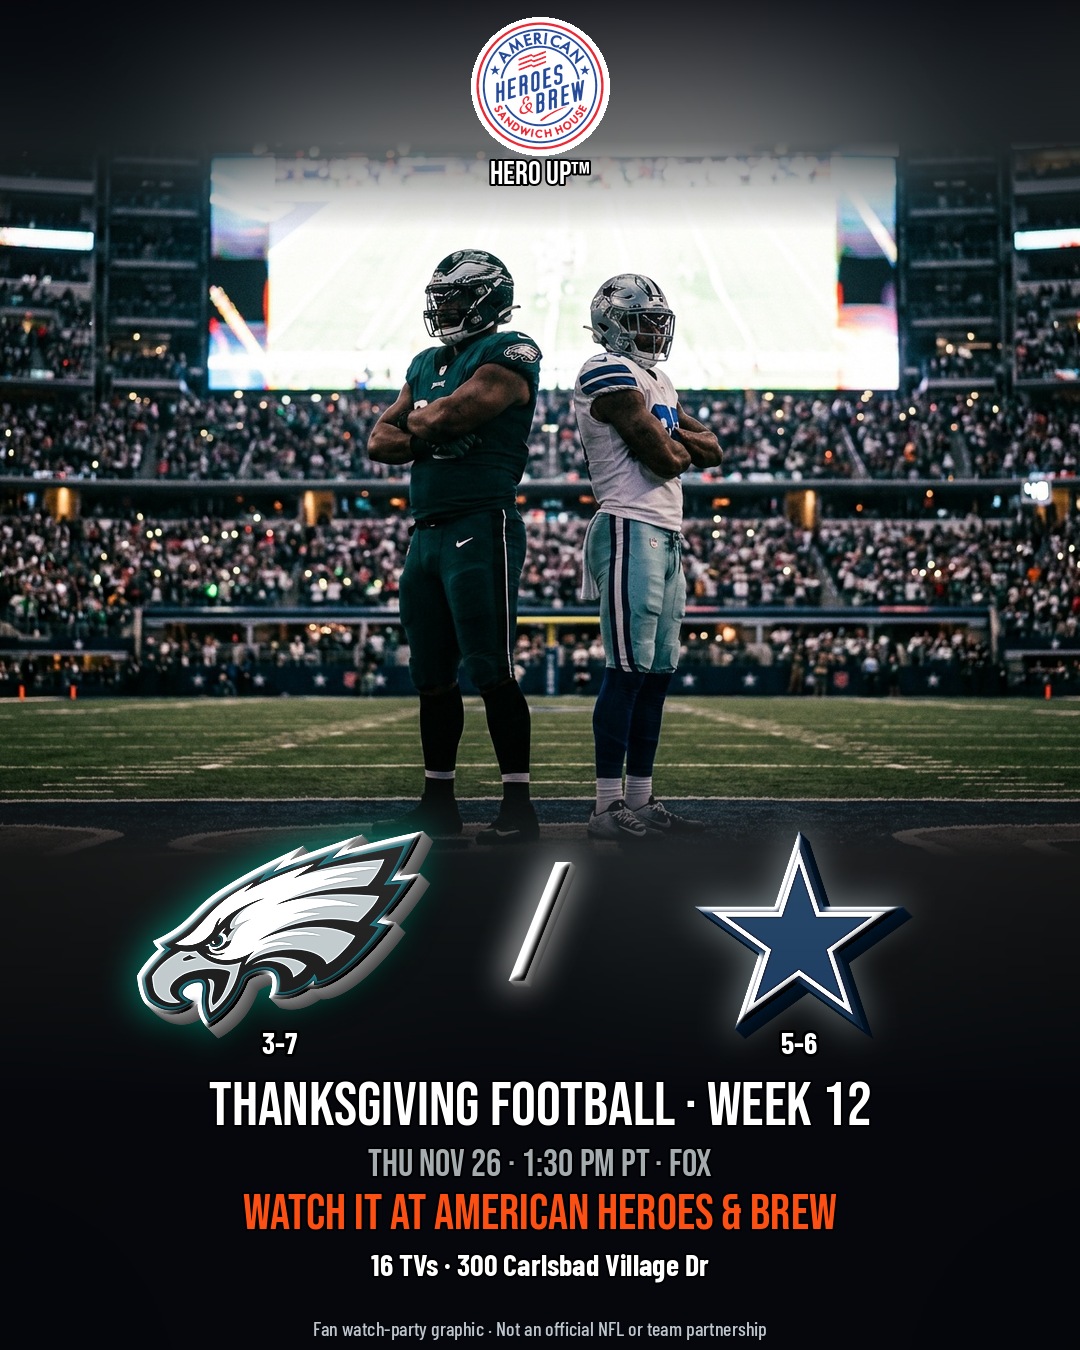 AMERICAN
HEROES
& BREW
SANDWICH HOUSE
HERO UP™
3-7
5-6
THANKSGIVING FOOTBALL · WEEK 12
THU NOV 26 · 1:30 PM PT · FOX
WATCH IT AT AMERICAN HEROES & BREW
16 TVs · 300 Carlsbad Village Dr
Fan watch-party graphic · Not an official NFL or team partnership